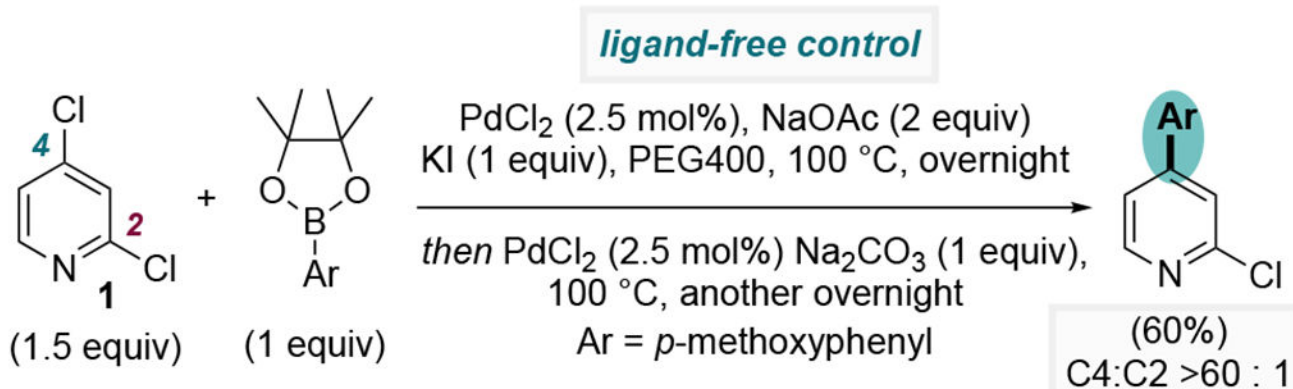 ligand-free control
Cl
4
2
N
Cl
1
(1.5 equiv)
+
O
O
B
Ar
(1 equiv)
PdCl₂ (2.5 mol%), NaOAc (2 equiv)
KI (1 equiv), PEG400, 100 °C, overnight
then PdCl₂ (2.5 mol%) Na₂CO₃ (1 equiv),
100 °C, another overnight
Ar = p-methoxyphenyl
Ar
N
Cl
(60%)
C4:C2 >60 : 1